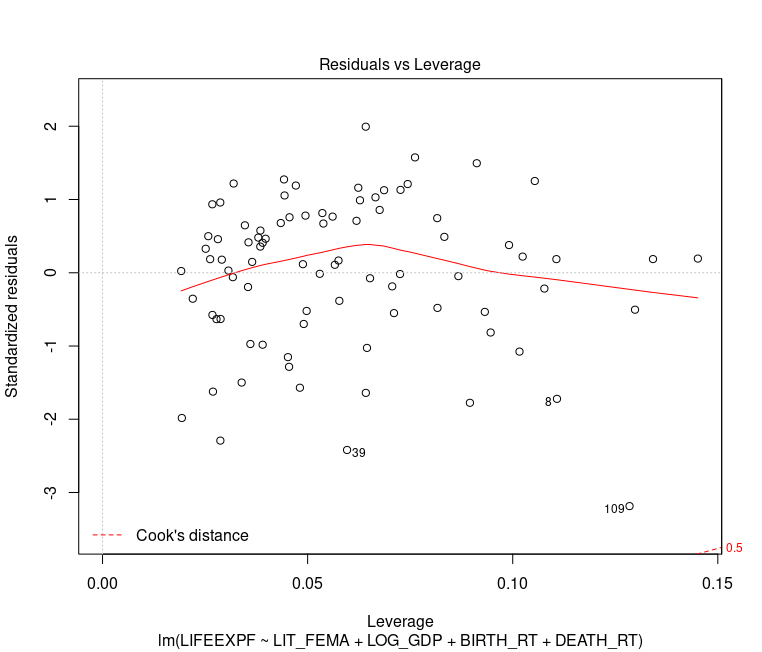 Residuals vs Leverage
Standardized residuals
2
1
0
-1
-2
-3
8
39
109
Cook's distance
0.5
0.00
0.05
0.10
0.15
Leverage
lm(LIFEEXPF ~ LIT_FEMA + LOG_GDP + BIRTH_RT + DEATH_RT)